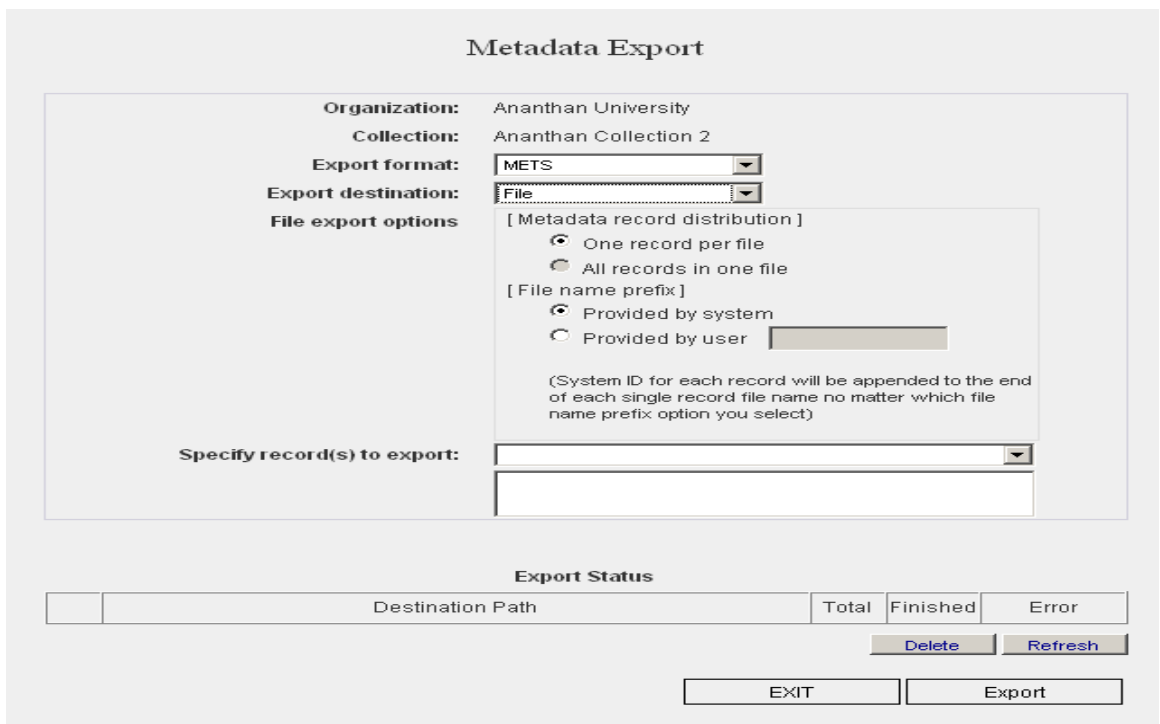 Metadata Export
Organization: Ananthan University
Collection: Ananthan Collection 2
Export format: METS
Export destination: File
File export options [Metadata record distribution]
One record per file
All records in one file
[File name prefix]
Provided by system
Provided by user
(System ID for each record will be appended to the end
of each single record file name no matter which file
name prefix option you select)
Specify record(s) to export:
Export Status
Destination Path Total Finished Error
Delete Refresh
EXIT Export